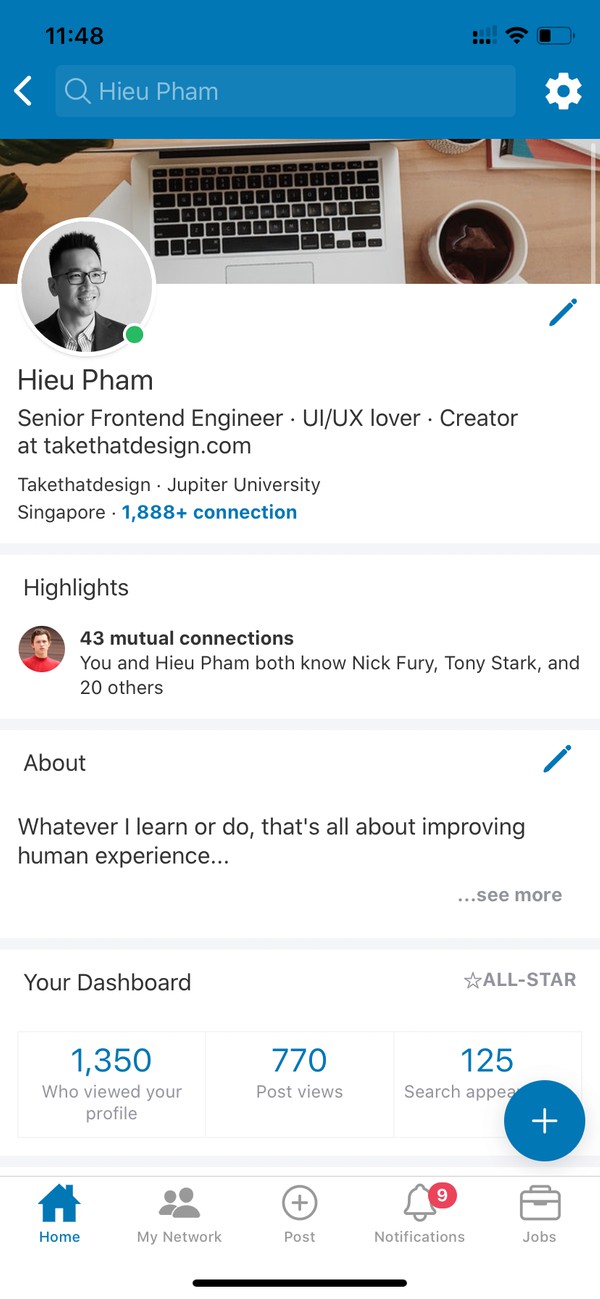 11:48
Hieu Pham
Hieu Pham
Senior Frontend Engineer · UI/UX lover · Creator
at takethatdesign.com
Takethatdesign · Jupiter University
Singapore · 1,888+ connection
Highlights
43 mutual connections
You and Hieu Pham both know Nick Fury, Tony Stark, and
20 others
About
Whatever I learn or do, that's all about improving
human experience...
...see more
Your Dashboard
☆ALL-STAR
1,350
Who viewed your
profile
770
Post views
125
Search
Home
My Network
Post
9
Notifications
Jobs